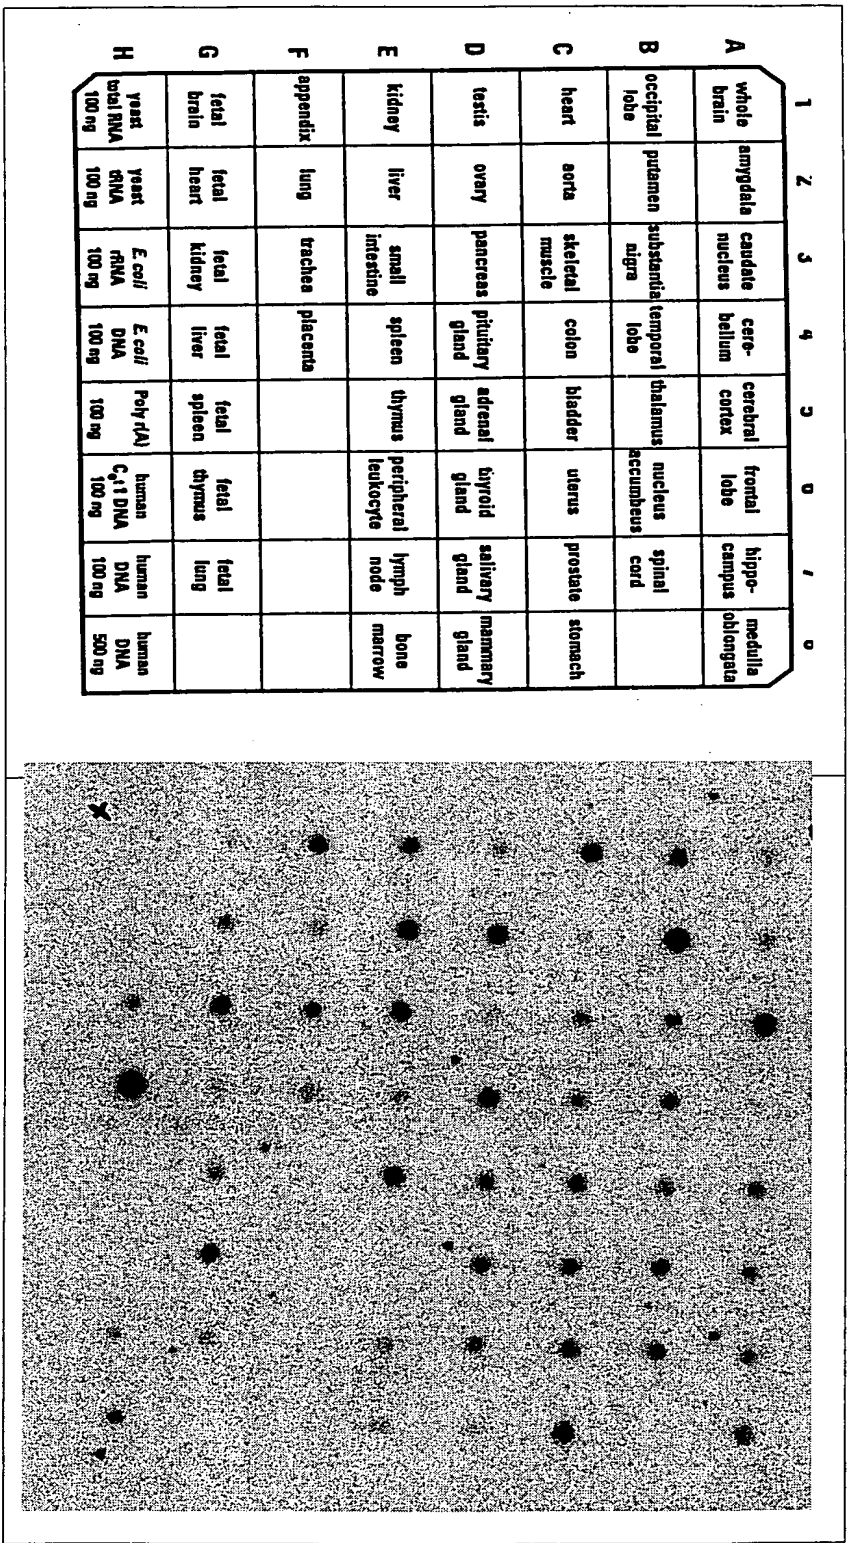 1 2 3 4
A
whole amygdala caudate cere- cerebral frontal hippo- medulla
brain nucleus bellum cortex lobe campus oblongata
B
occipital putamen substantia temporal thalamus nucleus spinal
lobe nigra lobe accumbeus cord
C
heart aorta skeletal colon bladder uterus prostate stomach
muscle
D
testis ovary pancreas pituitary adrenal thyroid salivary mammary
gland gland gland gland gland
E
kidney liver small spleen thymus peripheral lymph bone
intestine leukocyte node marrow
F
appendix lung trachea placenta
G
fetal fetal fetal fetal fetal fetal fetal
brain heart kidney liver spleen thymus lung
H
yeast yeast E coli E coli Poly r(A) human human human
total RNA tRNA rRNA DNA C₀t 1 DNA DNA DNA
100 ng 100 ng 100 ng 100 ng 100 ng 100 ng 100 ng 500 ng